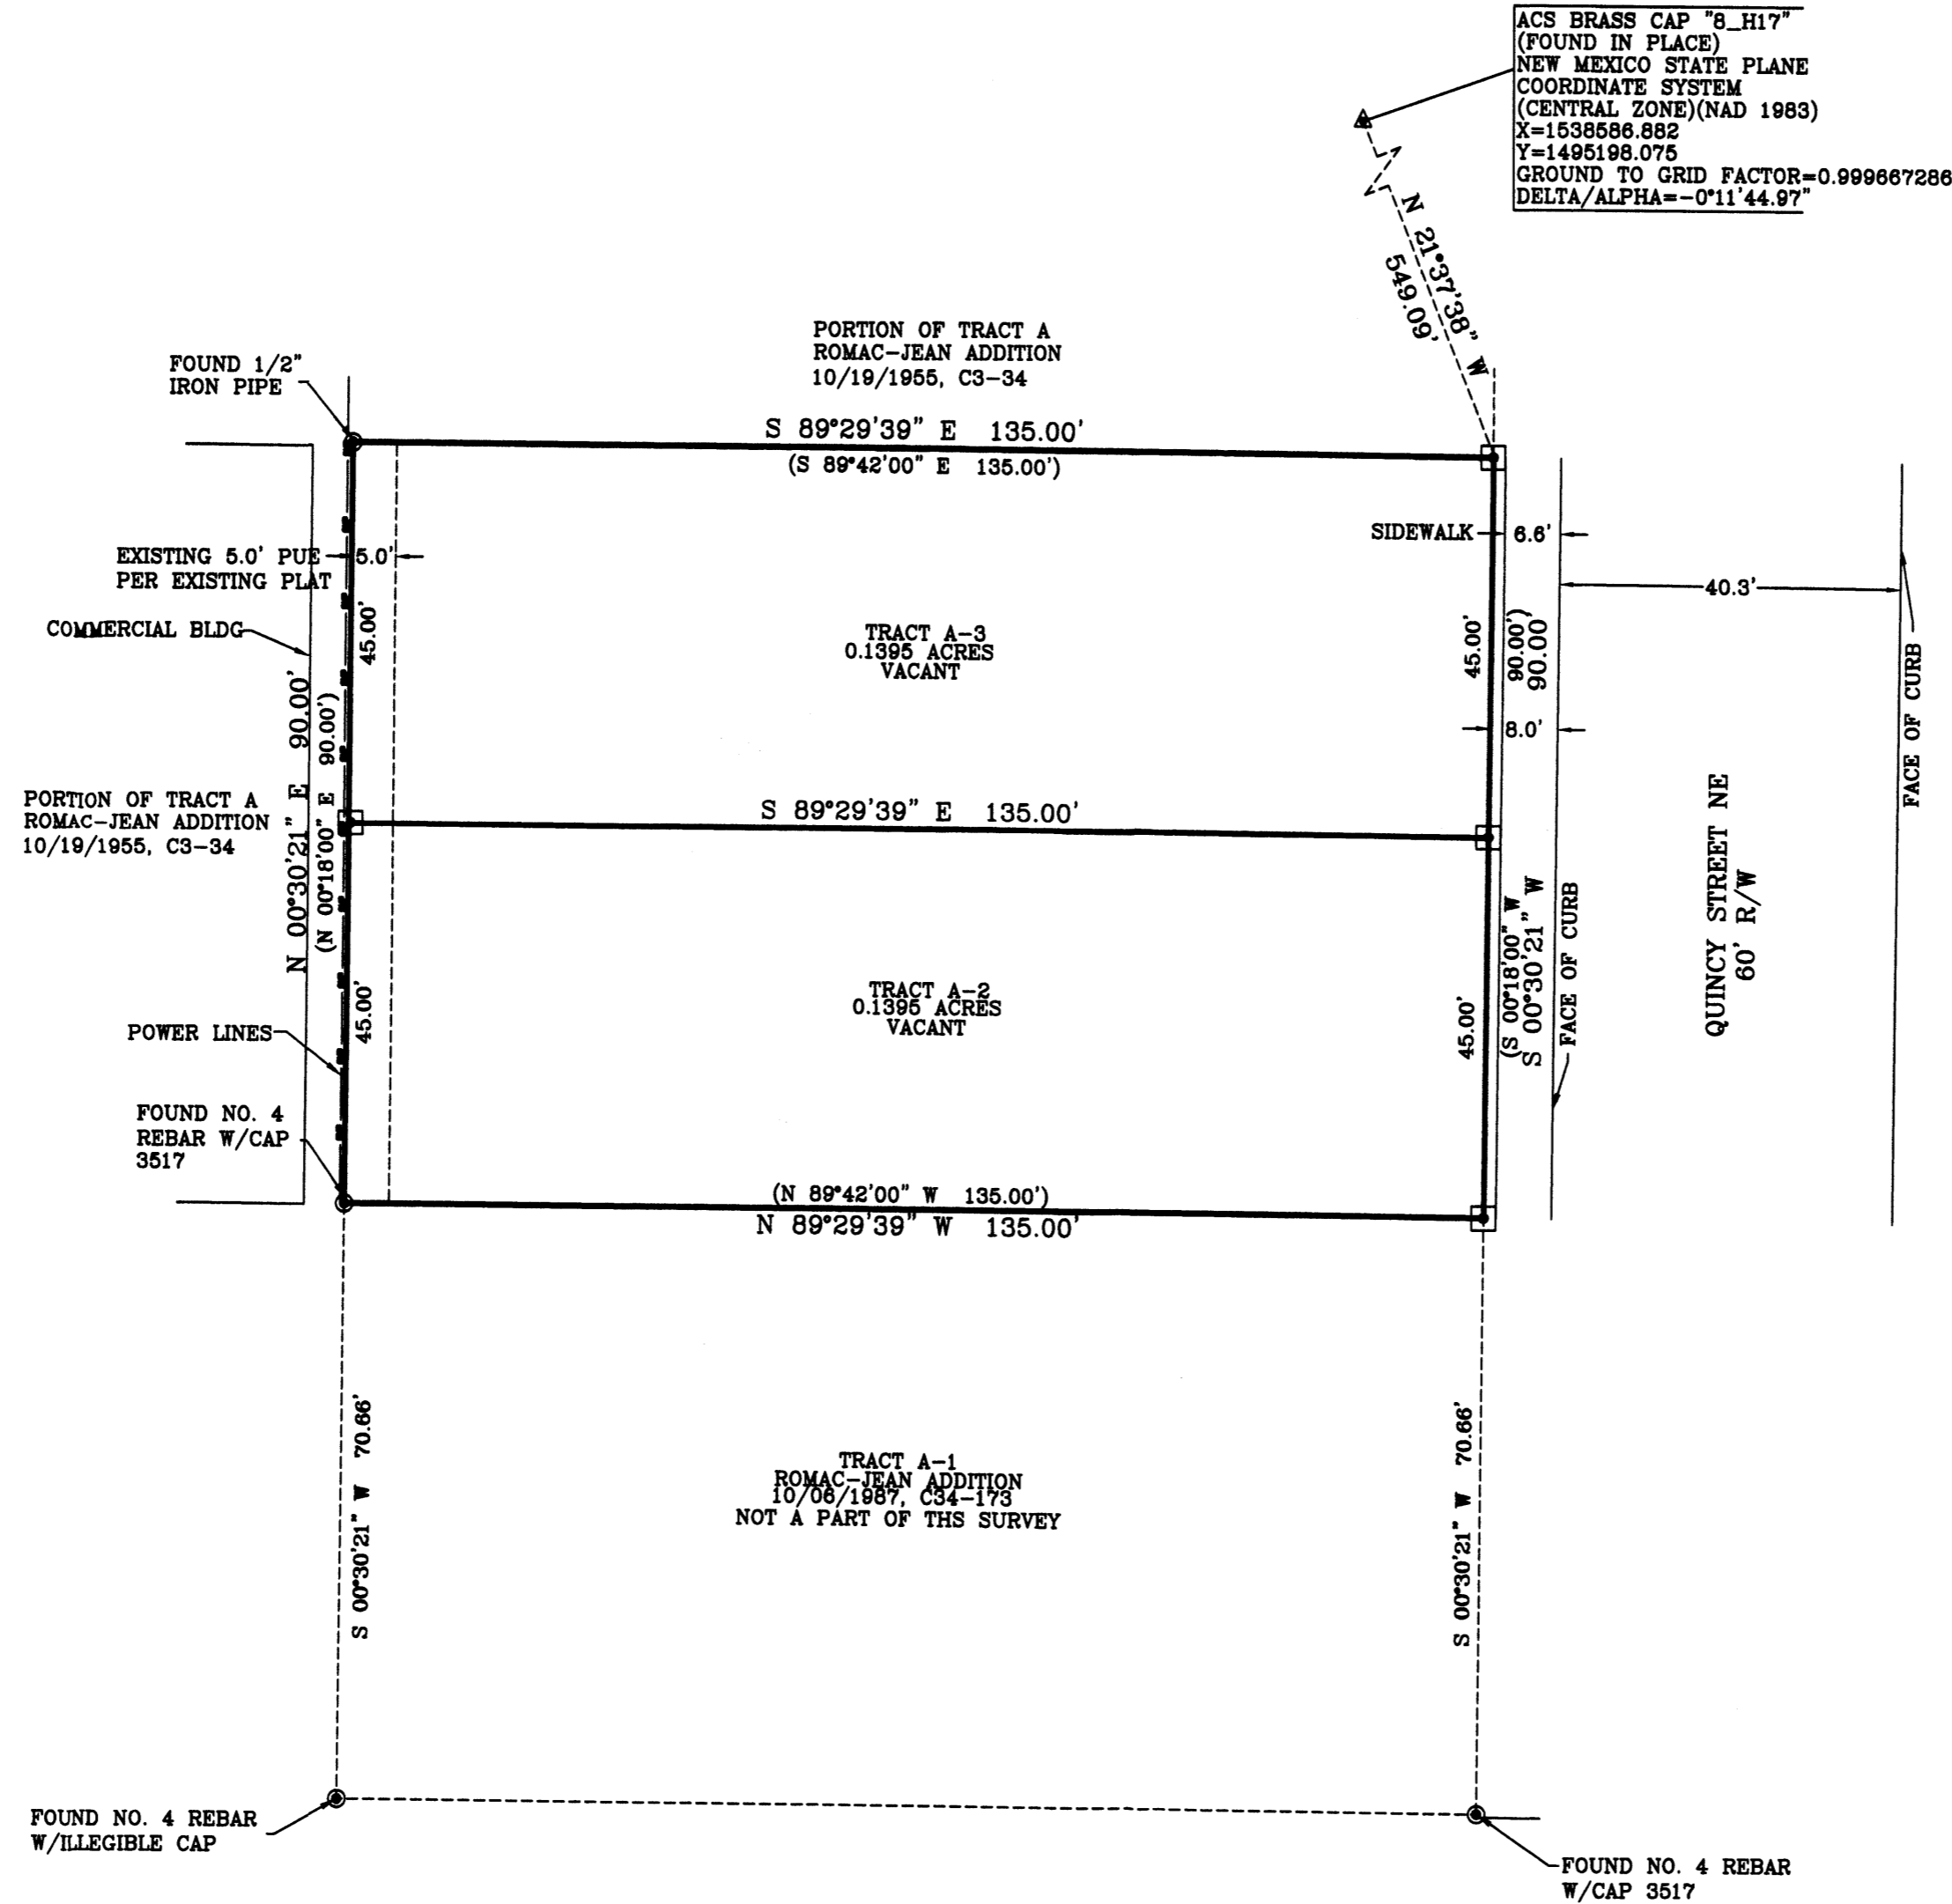 ACS BRASS CAP "8_H17"
(FOUND IN PLACE)
NEW MEXICO STATE PLANE
COORDINATE SYSTEM
(CENTRAL ZONE)(NAD 1983)
X=1538586.882
Y=1495198.075
GROUND TO GRID FACTOR=0.999667286
DELTA/ALPHA=-0°11'44.97"
N 21°37'38" W
549.09'
PORTION OF TRACT A
ROMAC-JEAN ADDITION
10/19/1955, C3-34
FOUND 1/2"
IRON PIPE
S 89°29'39" E 135.00'
(S 89°42'00" E 135.00')
SIDEWALK
6.6'
EXISTING 5.0' PUE
PER EXISTING PLAT
5.0'
40.3'
COMMERCIAL BLDG
45.00'
TRACT A-3
0.1395 ACRES
VACANT
45.00'
90.00')
90.00'
FACE OF CURB
8.0'
N 00°30'21" E 90.00'
(N 00°18'00" E 90.00')
PORTION OF TRACT A
ROMAC-JEAN ADDITION
10/19/1955, C3-34
S 89°29'39" E 135.00'
QUINCY STREET NE
60' R/W
(S 00°18'00" W
S 00°30'21" W
FACE OF CURB
45.00'
TRACT A-2
0.1395 ACRES
VACANT
45.00'
POWER LINES
FOUND NO. 4
REBAR W/CAP
3517
(N 89°42'00" W 135.00')
N 89°29'39" W 135.00'
S 00°30'21" W 70.66'
TRACT A-1
ROMAC-JEAN ADDITION
10/06/1987, C34-173
NOT A PART OF THS SURVEY
S 00°30'21" W 70.66'
FOUND NO. 4 REBAR
W/ILLEGIBLE CAP
FOUND NO. 4 REBAR
W/CAP 3517